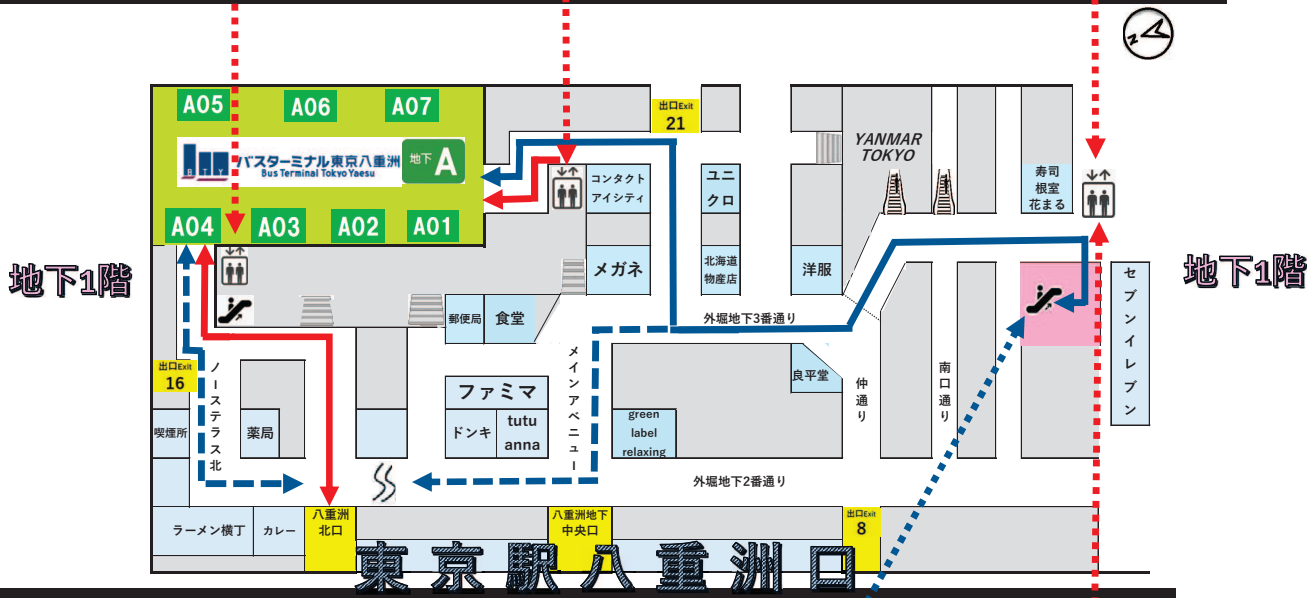 Z
A05
A06
A07
出口Exit
21
YANMAR
TOKYO
バスターミナル東京八重洲
BTY
Bus Terminal Tokyo Yaesu
地下A
コンタクト
アイシティ
ユニ
クロ
寿司
根室
花まる
A04
A03
A02
A01
地下1階
メガネ
北海道
物産店
洋服
セブンイレブン
地下1階
郵便局
食堂
外堀地下3番通り
出口Exit
16
ノーステラス北
メインアベニュー
良平堂
仲通り
南口通り
ファミマ
喫煙所
薬局
ドンキ
tutu
anna
green
label
relaxing
外堀地下2番通り
ラーメン横丁
カレー
八重洲
北口
八重洲地下
中央口
出口Exit
8
東京駅八重洲口